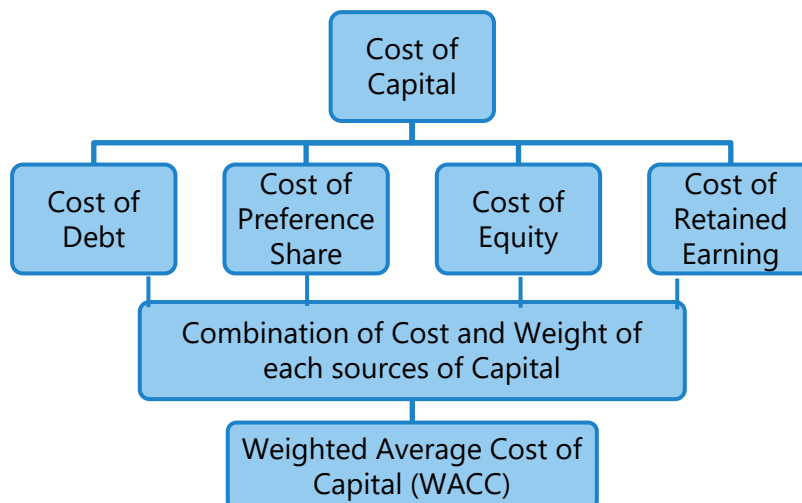 Cost of
Capital
Cost of
Debt
Cost of
Preference
Share
Cost of
Equity
Cost of
Retained
Earning
Combination of Cost and Weight of
each sources of Capital
Weighted Average Cost of
Capital (WACC)